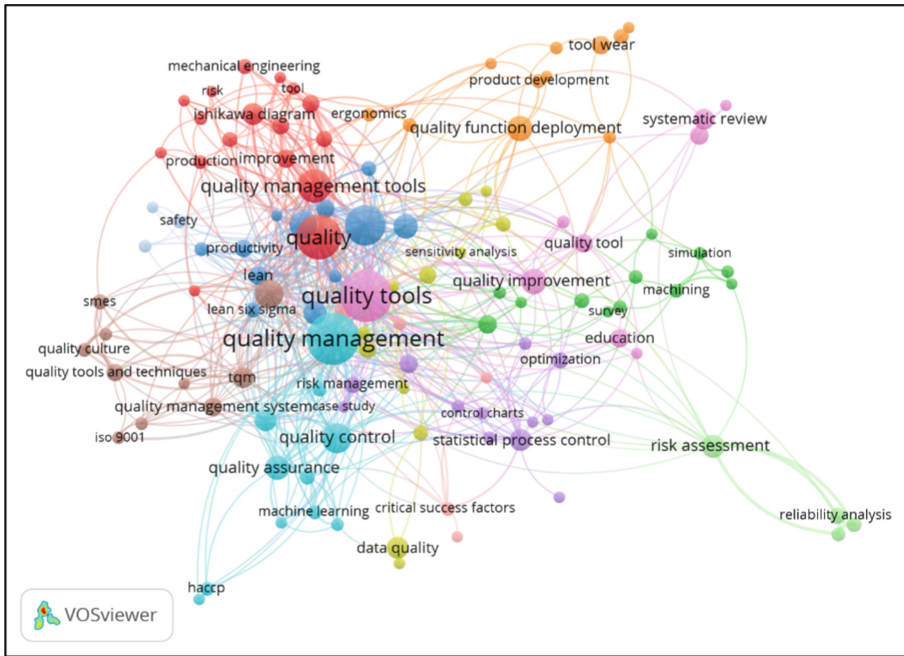 tool wear
mechanical engineering
product development
risk
tool
ishikawa diagram
ergonomics
quality function deployment
systematic review
production
improvement
quality management tools
safety
quality
quality tool
productivity
sensitivity analysis
simulation
lean
quality improvement
machining
smes
quality tools
lean six sigma
survey
quality management
education
quality culture
optimization
quality tools and techniques
tqm
risk management
quality management system
case study
control charts
iso 9001
quality control
statistical process control
risk assessment
quality assurance
machine learning
critical success factors
reliability analysis
data quality
haccp
VOSviewer